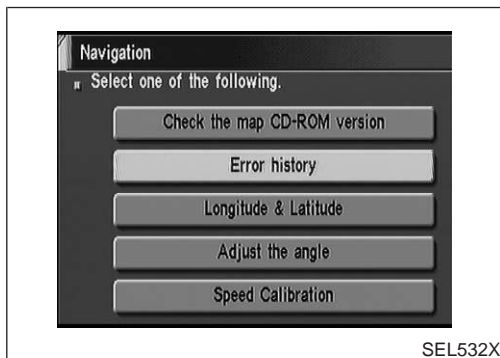 Navigation
Select one of the following.
Check the map CD-ROM version
Error history
Longitude & Latitude
Adjust the angle
Speed Calibration
SEL532X